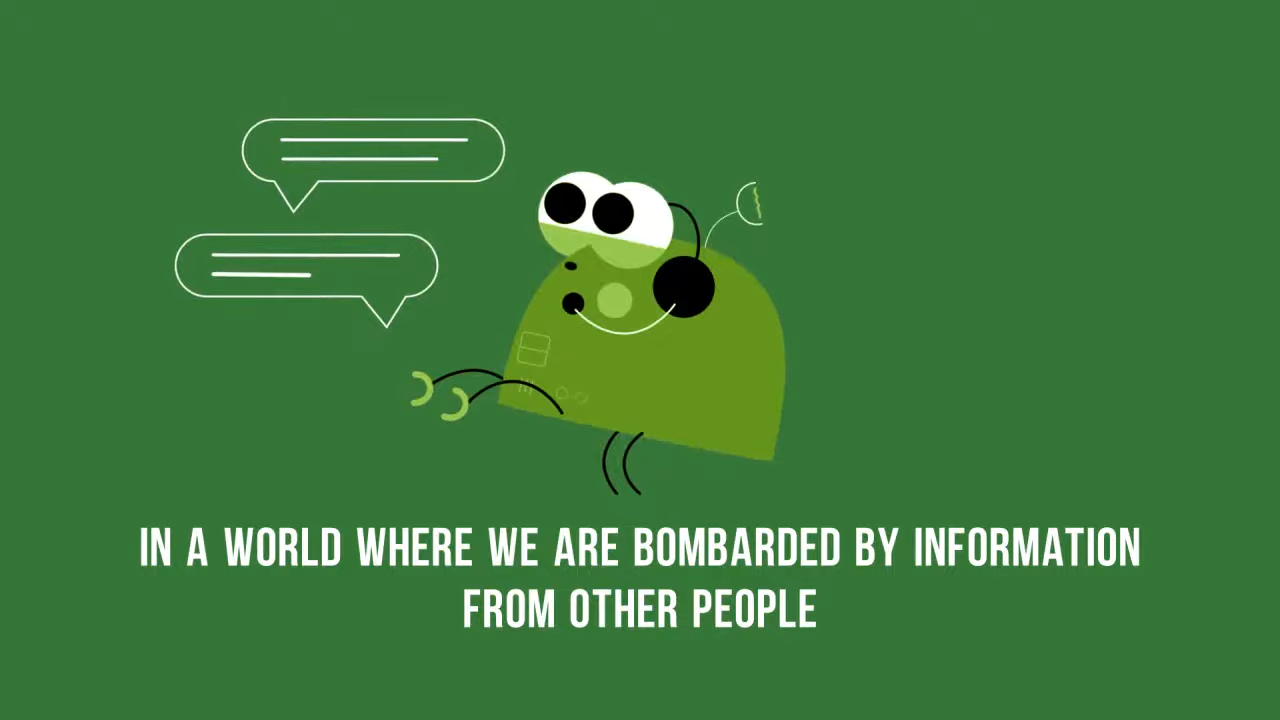 IN A WORLD WHERE WE ARE BOMBARDED BY INFORMATION
FROM OTHER PEOPLE